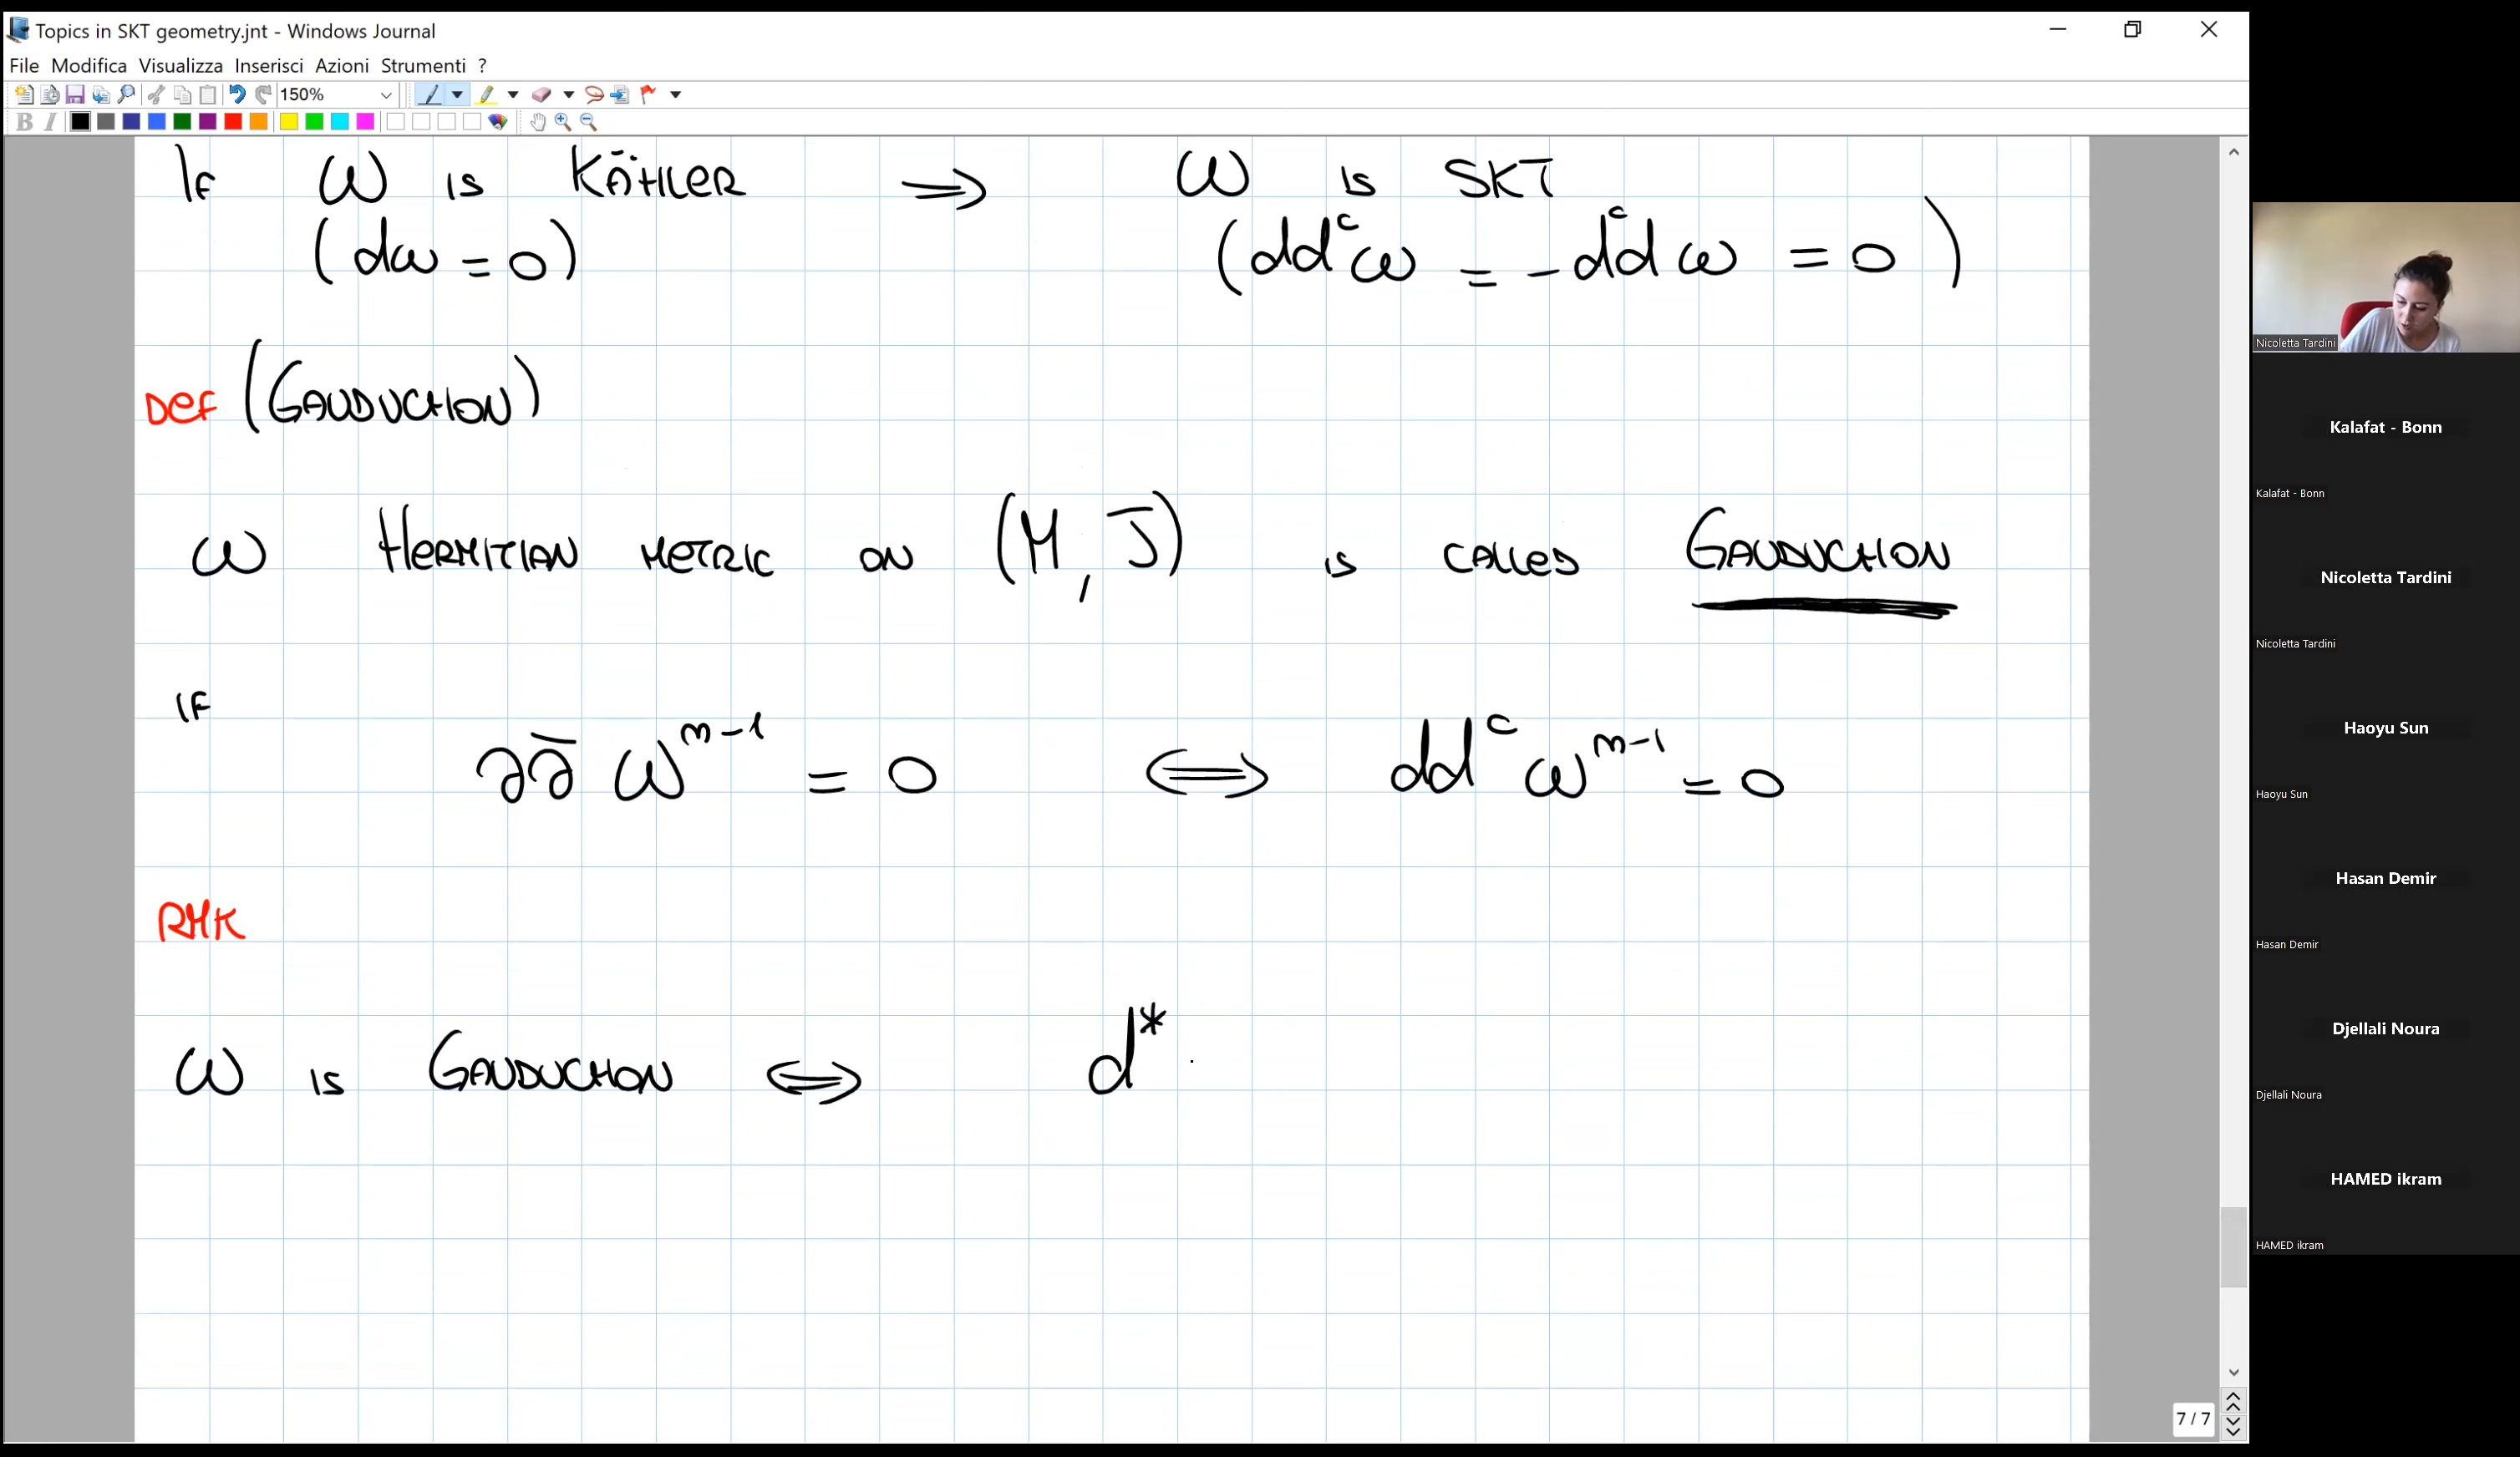 Topics in SKT geometry.jnt - Windows Journal
File Modifica Visualizza Inserisci Azioni Strumenti ?
150%
B I
IF ω IS KÄHLER ⟹ ω IS SKT
(dω = 0) (dd^c ω = -d^c d ω = 0)
DEF (GAUDUCHON)
ω HERMITIAN METRIC ON (M, J) IS CALLED GAUDUCHON
IF
∂∂̄ ω^{n-1} = 0 ⟺ dd^c ω^{n-1} = 0
RMK
ω IS GAUDUCHON ⟺ d*
7 / 7
Nicoletta Tardini
Kalafat - Bonn
Kalafat - Bonn
Nicoletta Tardini
Nicoletta Tardini
Haoyu Sun
Haoyu Sun
Hasan Demir
Hasan Demir
Djellali Noura
Djellali Noura
HAMED ikram
HAMED ikram